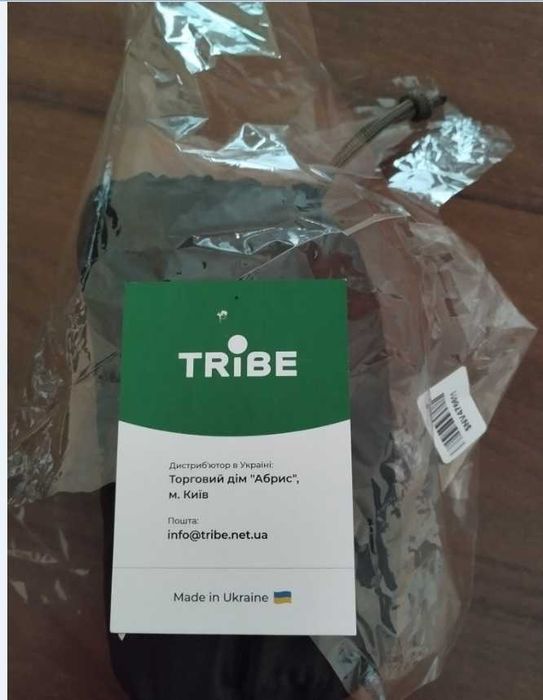 TRiBE
Дистриб'ютор в Україні:
Торговий дім "Абрис",
м. Київ
Пошта:
info@tribe.net.ua
Made in Ukraine